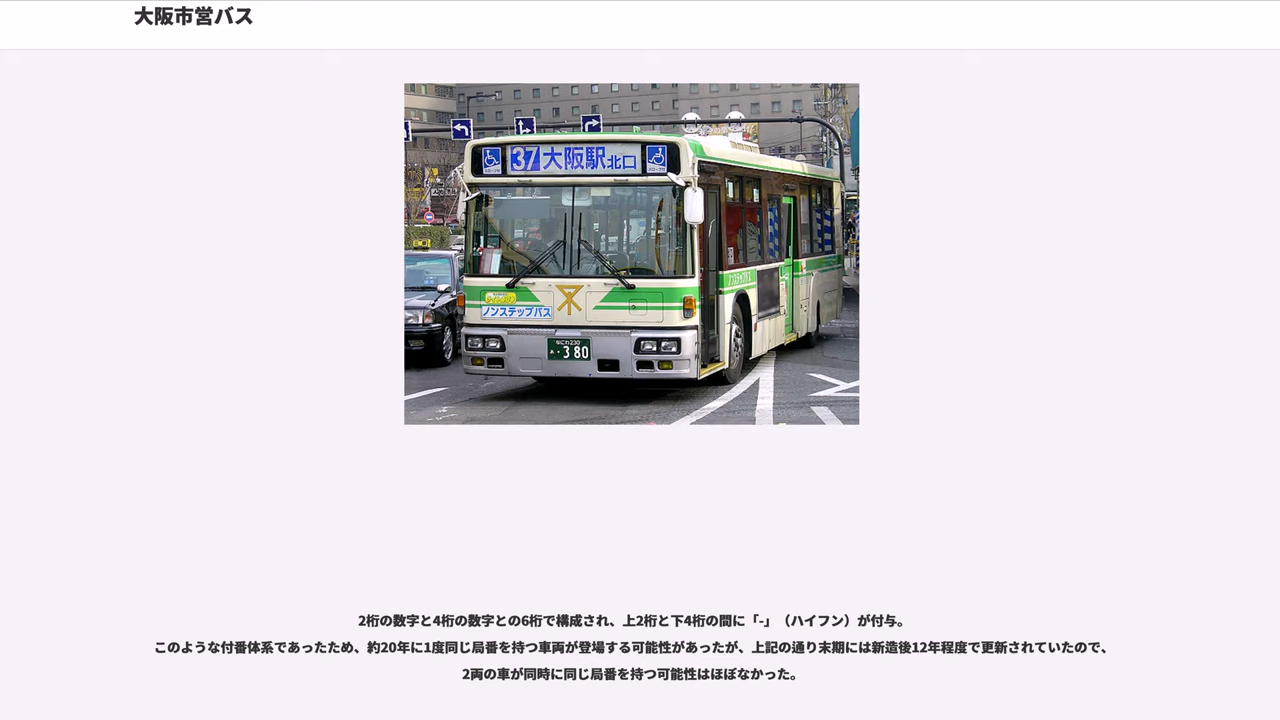 大阪市営バス
37 大阪駅北口
ノンステップバス
なにわ230
あ・3 80
2桁の数字と4桁の数字との6桁で構成され、上2桁と下4桁の間に「-」（ハイフン）が付与。
このような付番体系であったため、約20年に1度同じ局番を持つ車両が登場する可能性があったが、上記の通り末期には新造後12年程度で更新されていたので、
2両の車が同時に同じ局番を持つ可能性はほぼなかった。